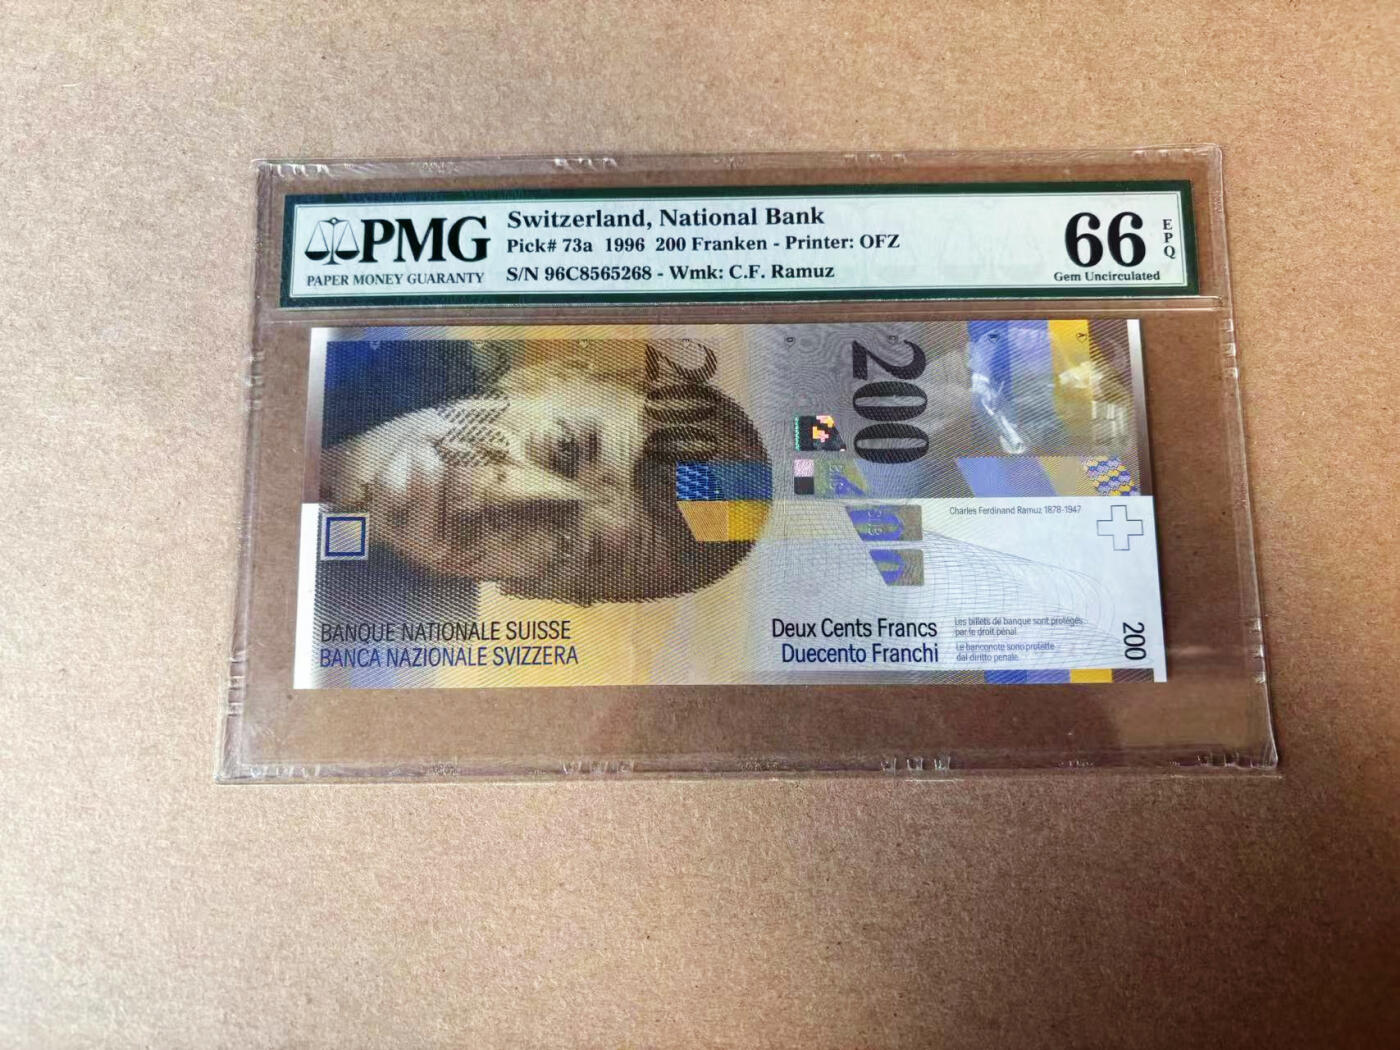 PMG
PAPER MONEY GUARANTY
Switzerland, National Bank
Pick# 73a 1996 200 Franken - Printer: OFZ
S/N 96C8565268 - Wmk: C.F. Ramuz
66
EPQ
Gem Uncirculated
200
200
Charles Ferdinand Ramuz 1878-1947
BANQUE NATIONALE SUISSE
BANCA NAZIONALE SVIZZERA
Deux Cents Francs
Duecento Franchi
Les billets de banque sont protégés
par le droit pénal.
Le banconote sono protette
dal diritto penale.
200